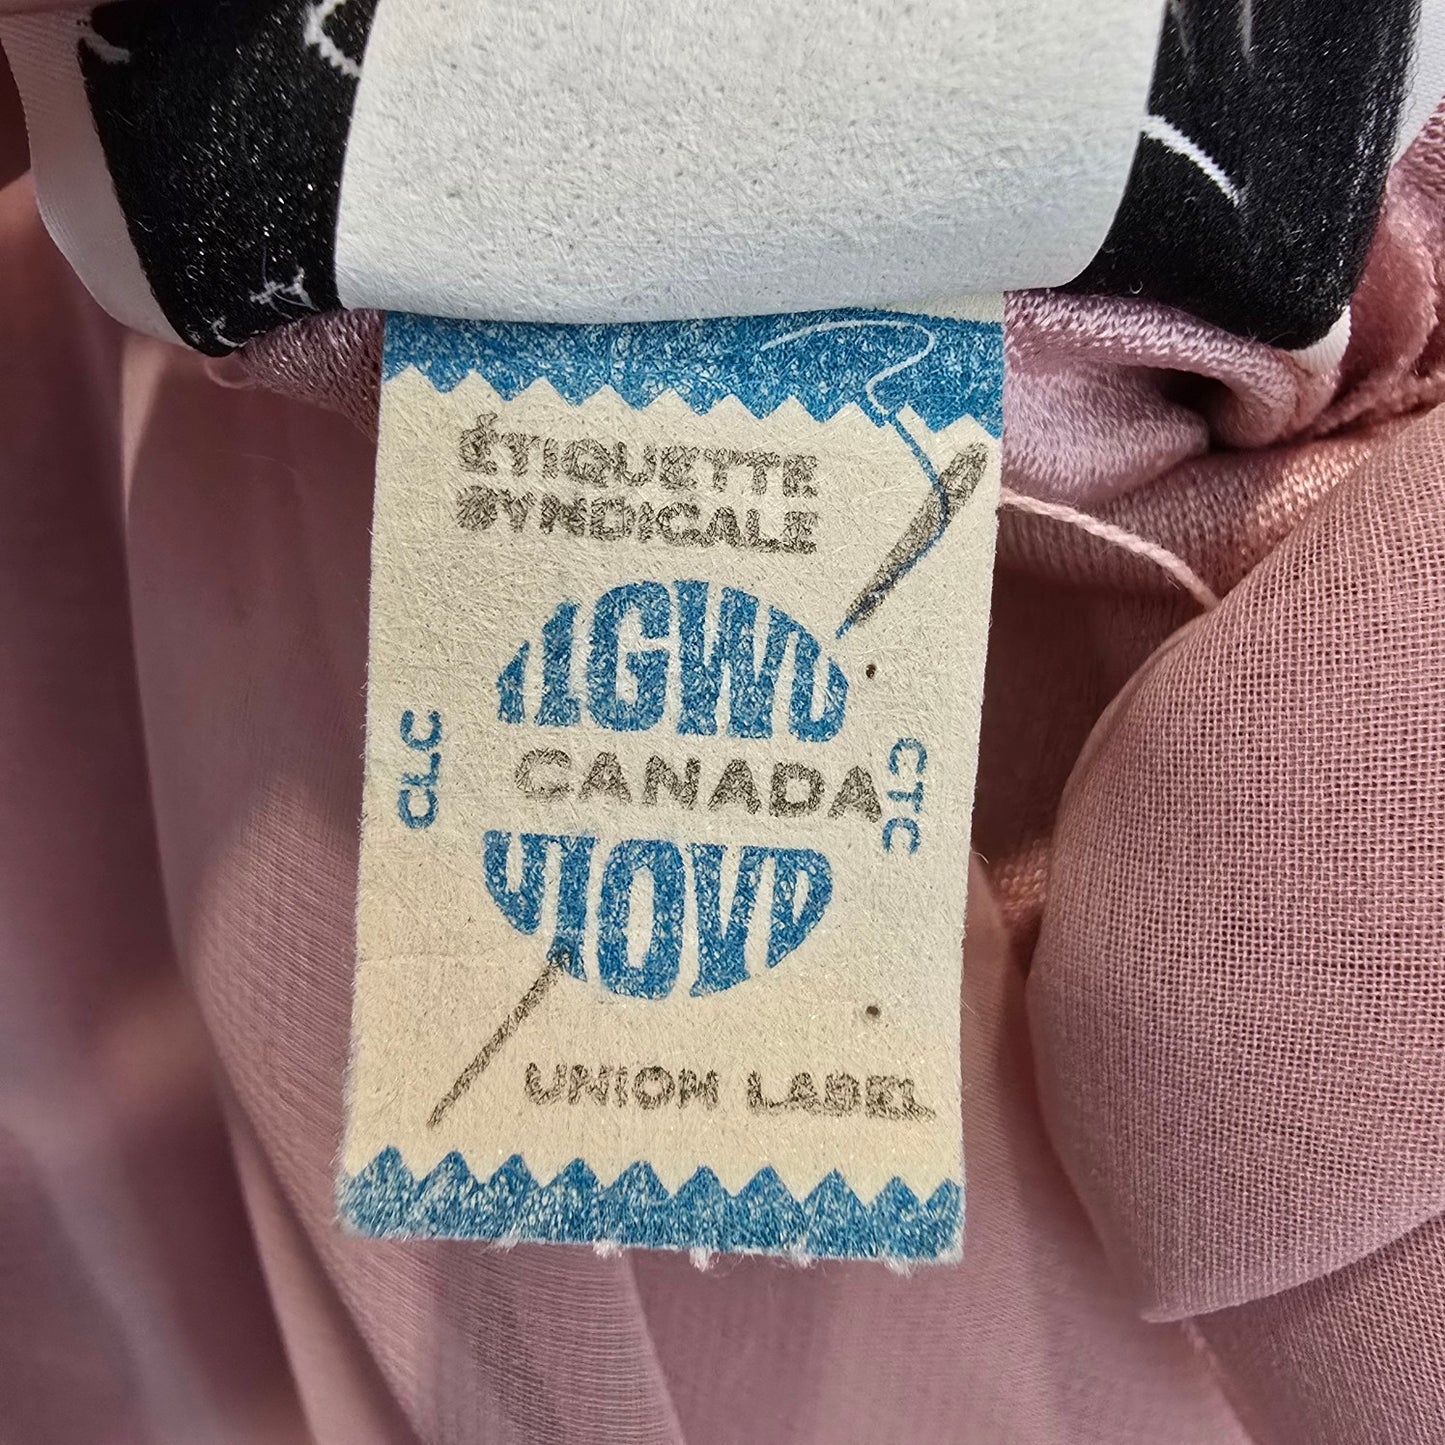 ÉTIQUETTE
SYNDICALE
ILGWU
CLC
CANADA
CTC
UIOVD
UNION LABEL